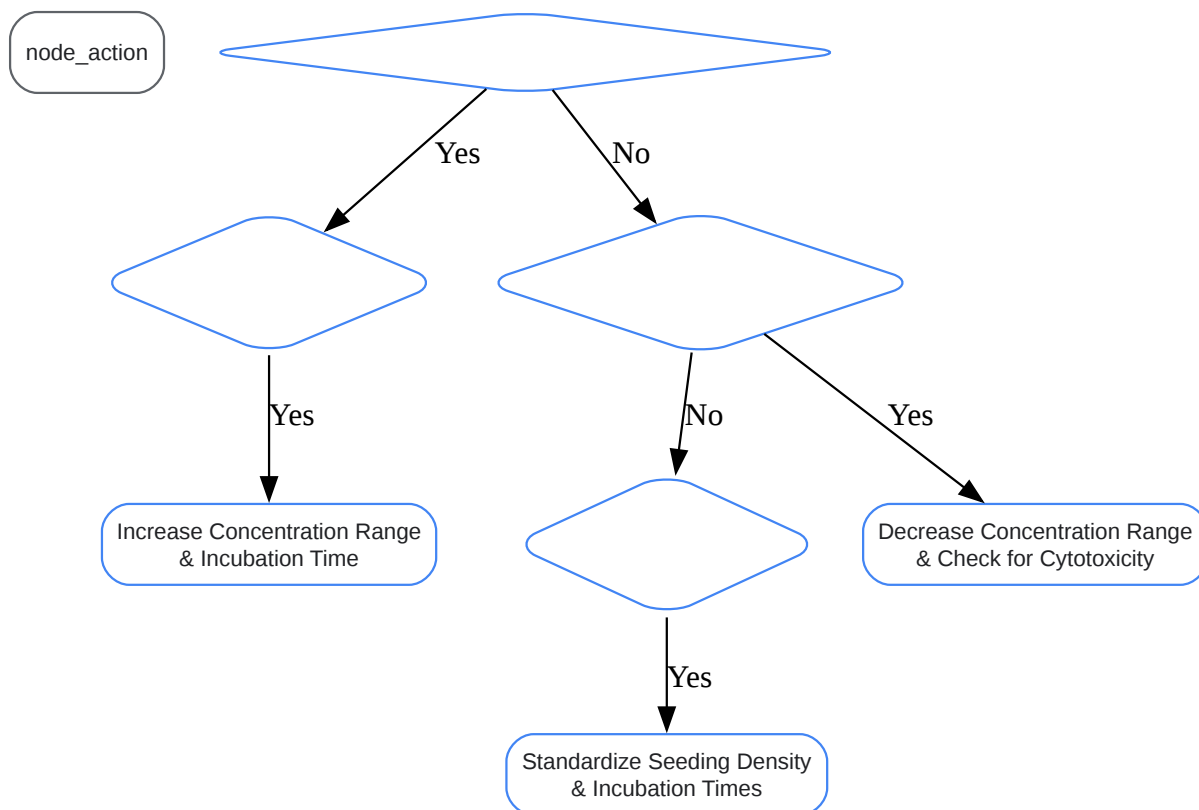 node_action
Yes
No
Yes
No
Yes
Increase Concentration Range
& Incubation Time
Decrease Concentration Range
& Check for Cytotoxicity
Yes
Standardize Seeding Density
& Incubation Times